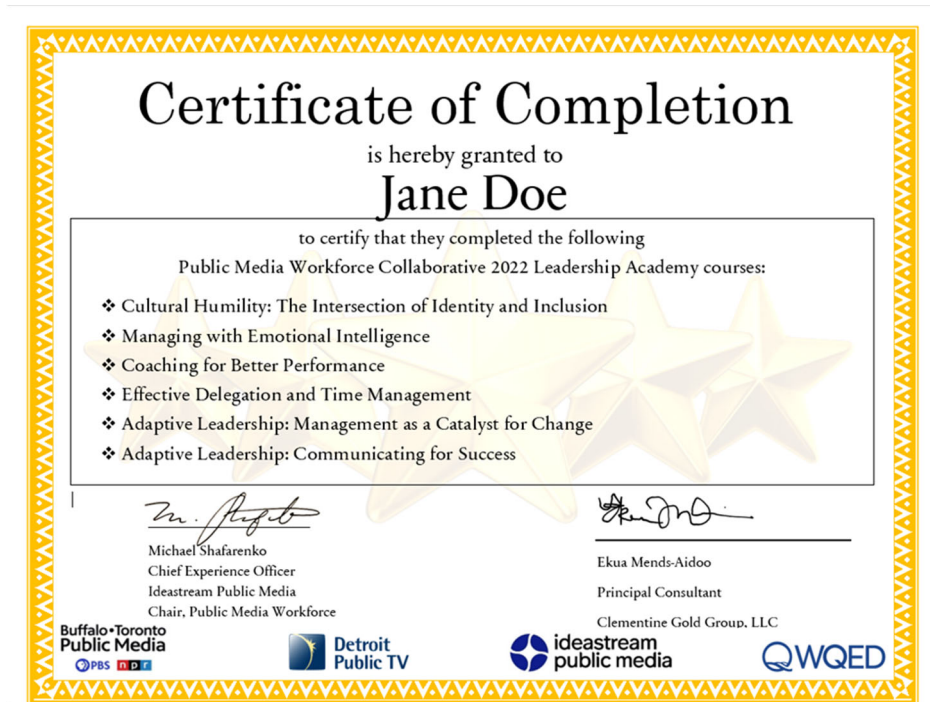 Certificate of Completion
is hereby granted to
Jane Doe
to certify that they completed the following
Public Media Workforce Collaborative 2022 Leadership Academy courses:
❖ Cultural Humility: The Intersection of Identity and Inclusion
❖ Managing with Emotional Intelligence
❖ Coaching for Better Performance
❖ Effective Delegation and Time Management
❖ Adaptive Leadership: Management as a Catalyst for Change
❖ Adaptive Leadership: Communicating for Success
Michael Shafarenko
Chief Experience Officer
Ideastream Public Media
Chair, Public Media Workforce
Ekua Mends-Aidoo
Principal Consultant
Clementine Gold Group, LLC
Buffalo•Toronto
Public Media
PBS npr
Detroit
Public TV
ideastream
public media
WQED